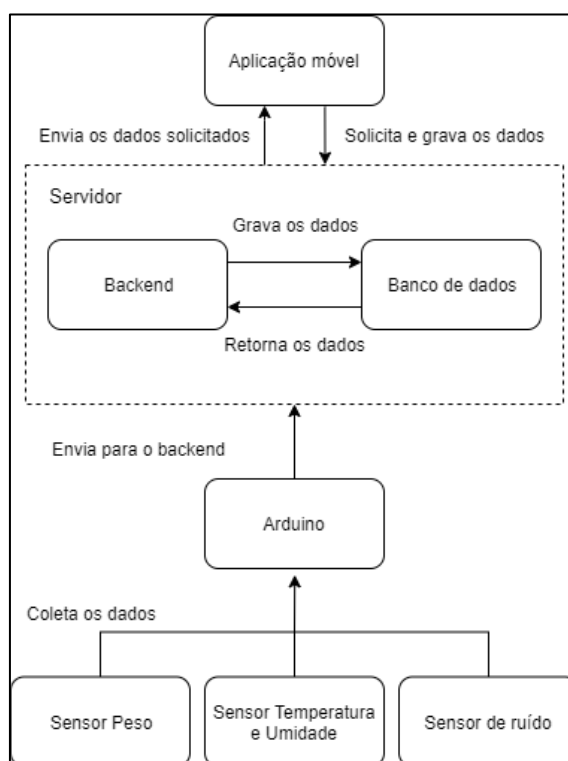 Aplicação móvel
Envia os dados solicitados
Solicita e grava os dados
Servidor
Grava os dados
Backend
Banco de dados
Retorna os dados
Envia para o backend
Arduino
Coleta os dados
Sensor Peso
Sensor Temperatura
e Umidade
Sensor de ruído